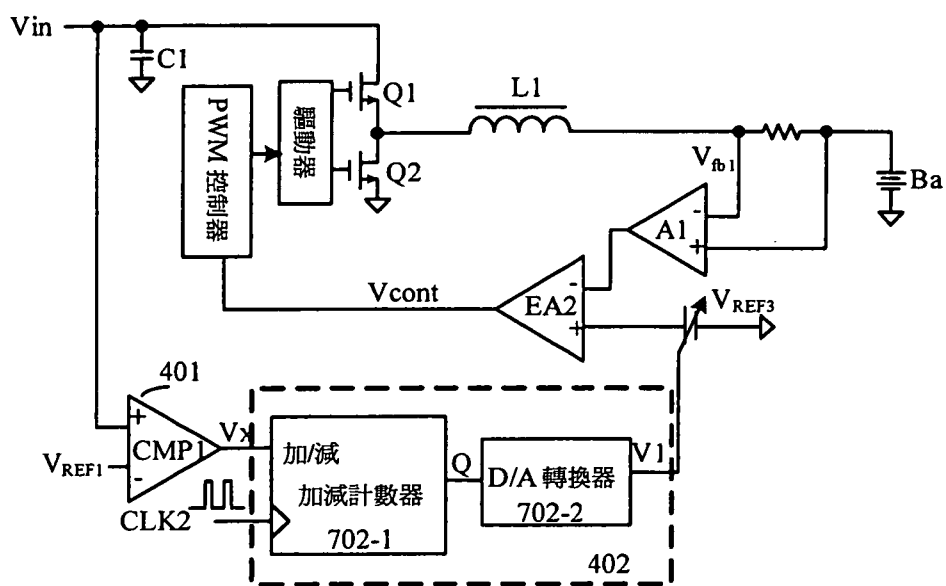 Vin
C1
PWM 控制器
驅動器
Q1
Q2
L1
Vfb1
Ba
-
A1
+
Vcont
-
EA2
+
VREF3
401
+
CMP1
-
VREF1
Vx
CLK2
加/減
加減計數器
702-1
Q
D/A 轉換器
702-2
V1
402